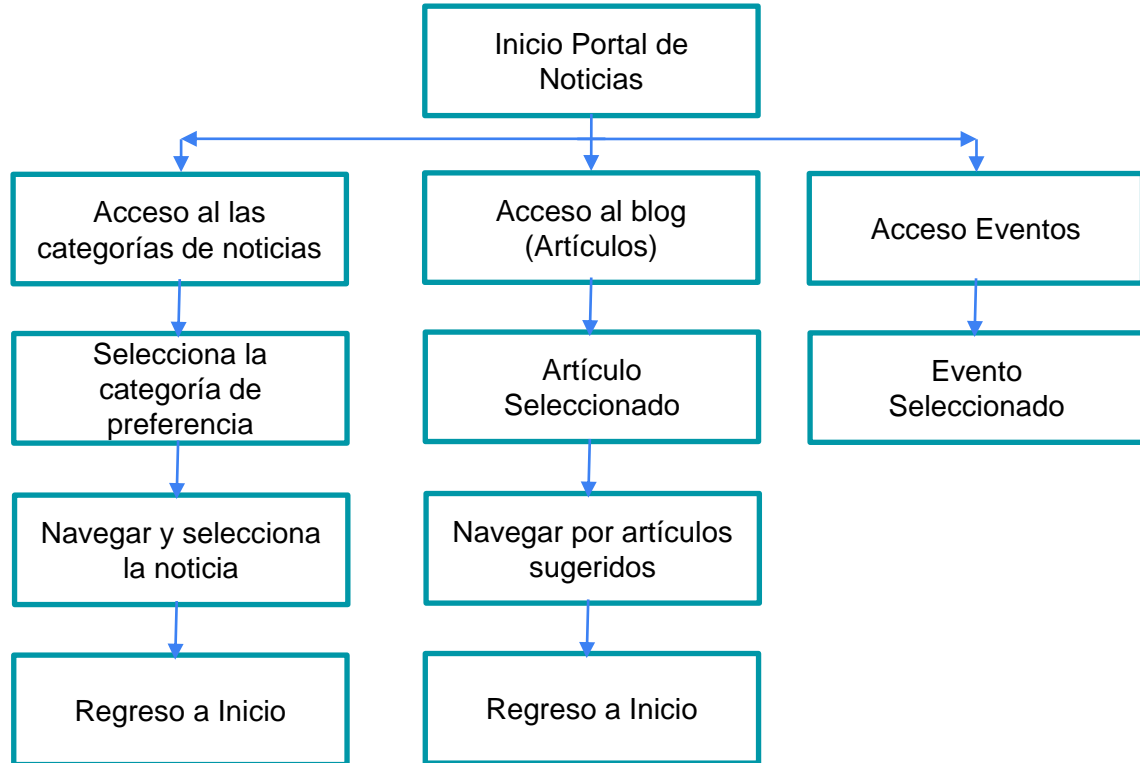 Inicio Portal de
Noticias
Acceso al las
categorías de noticias
Acceso al blog
(Artículos)
Acceso Eventos
Selecciona la
categoría de
preferencia
Artículo
Seleccionado
Evento
Seleccionado
Navegar y selecciona
la noticia
Navegar por artículos
sugeridos
Regreso a Inicio
Regreso a Inicio